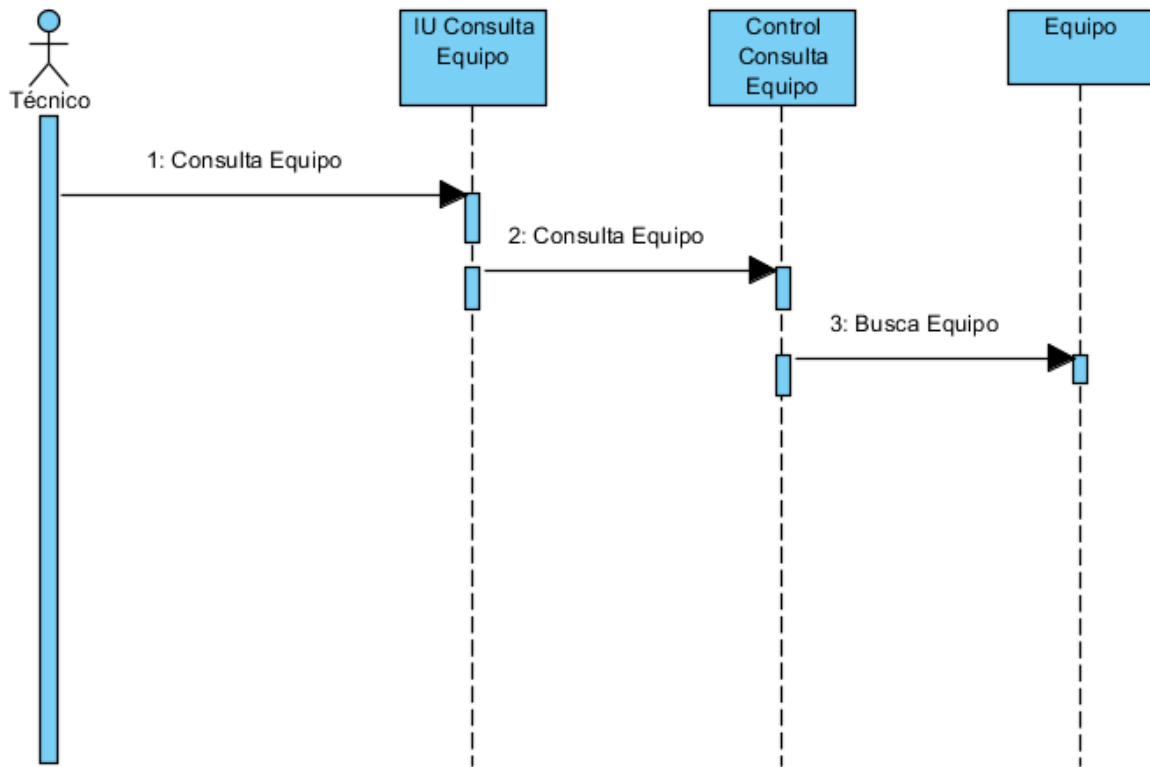 Técnico
IU Consulta
Equipo
Control
Consulta
Equipo
Equipo
1: Consulta Equipo
2: Consulta Equipo
3: Busca Equipo